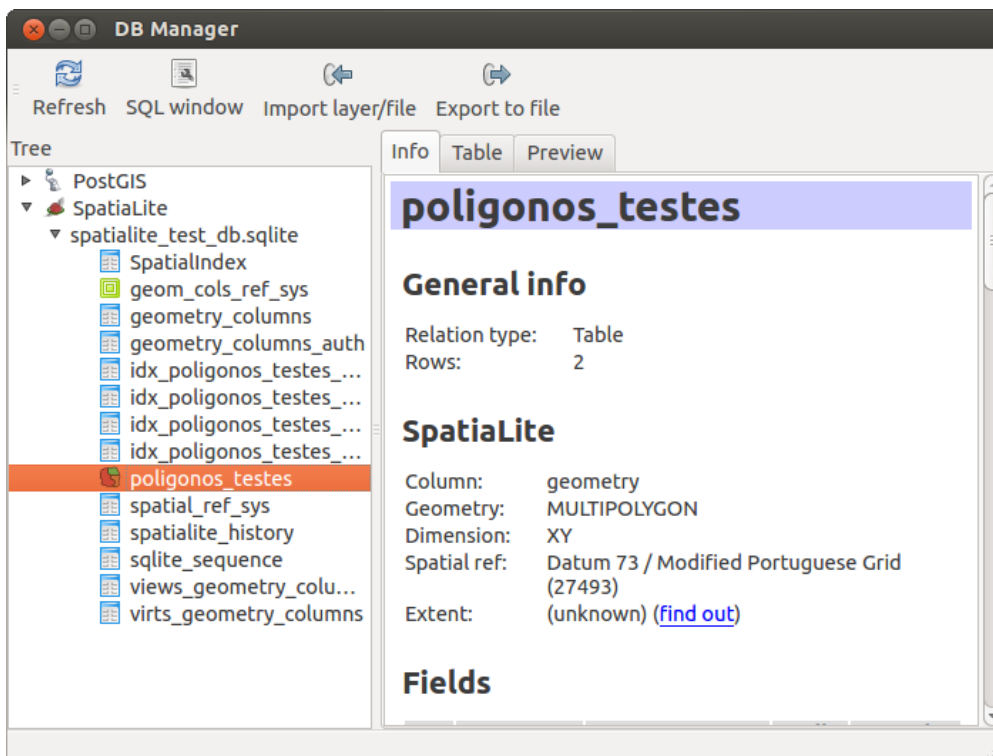 DB Manager
Refresh SQL window Import layer/file Export to file
Tree
PostGIS
SpatiaLite
spatialite_test_db.sqlite
SpatialIndex
geom_cols_ref_sys
geometry_columns
geometry_columns_auth
idx_poligonos_testes_...
idx_poligonos_testes_...
idx_poligonos_testes_...
idx_poligonos_testes_...
poligonos_testes
spatial_ref_sys
spatialite_history
sqlite_sequence
views_geometry_colu...
virts_geometry_columns
Info Table Preview
poligonos_testes
General info
Relation type: Table
Rows: 2
SpatiaLite
Column: geometry
Geometry: MULTIPOLYGON
Dimension: XY
Spatial ref: Datum 73 / Modified Portuguese Grid
(27493)
Extent: (unknown) (find out)
Fields